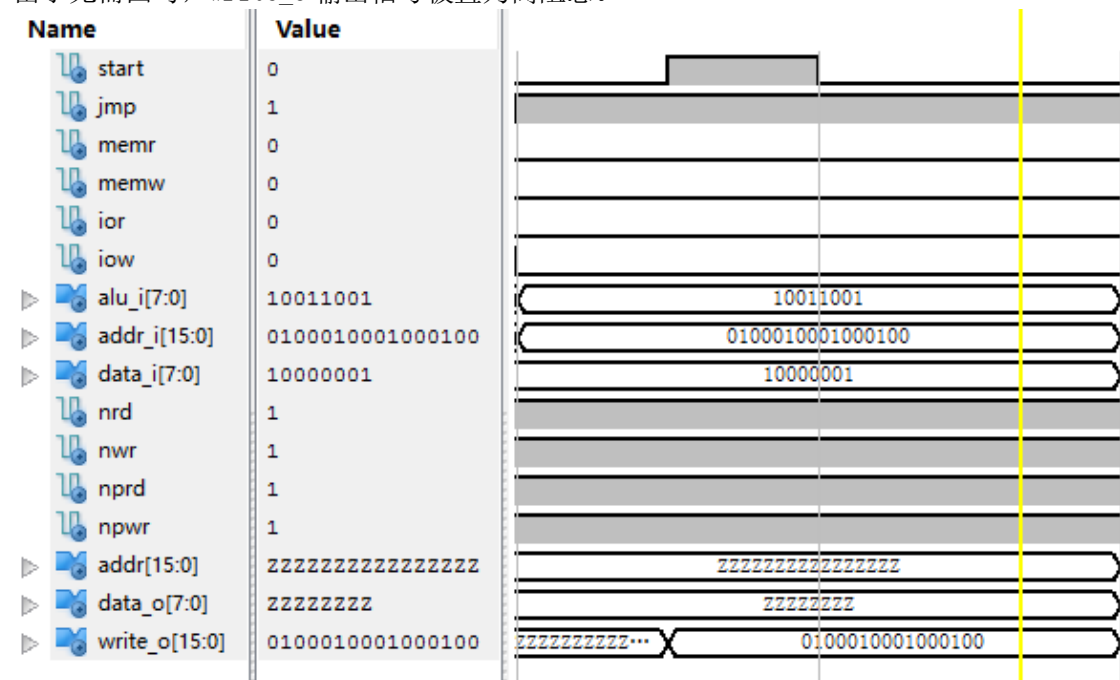 Name Value
start 0
jmp 1
memr 0
memw 0
ior 0
iow 0
alu_i[7:0] 10011001 10011001
addr_i[15:0] 0100010001000100 0100010001000100
data_i[7:0] 10000001 10000001
nrd 1
nwr 1
nprd 1
npwr 1
addr[15:0] ZZZZZZZZZZZZZZZZ ZZZZZZZZZZZZZZZZ
data_o[7:0] ZZZZZZZZ ZZZZZZZZ
write_o[15:0] 0100010001000100 ZZZZZZZZZZ… 0100010001000100